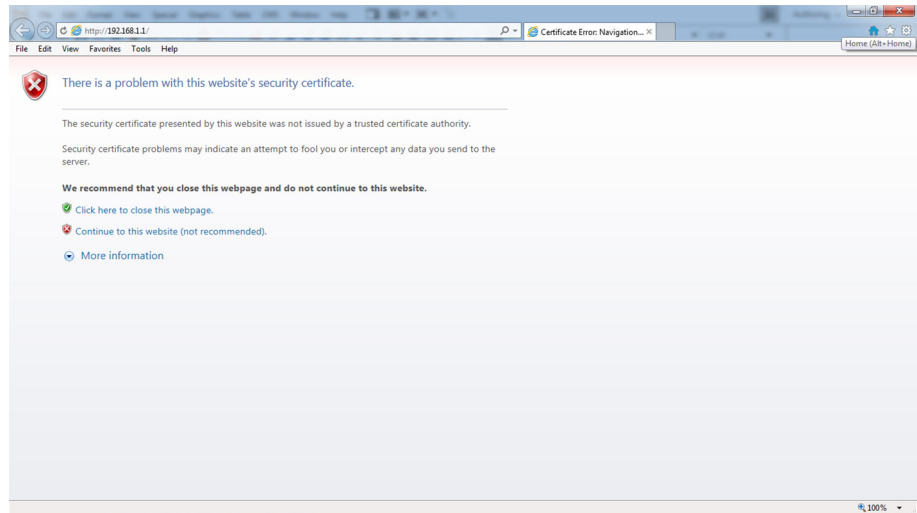 http://192.168.1.1/
Certificate Error: Navigation...
File Edit View Favorites Tools Help
Home (Alt+Home)
There is a problem with this website's security certificate.
The security certificate presented by this website was not issued by a trusted certificate authority.
Security certificate problems may indicate an attempt to fool you or intercept any data you send to the
server.
We recommend that you close this webpage and do not continue to this website.
Click here to close this webpage.
Continue to this website (not recommended).
More information
100%